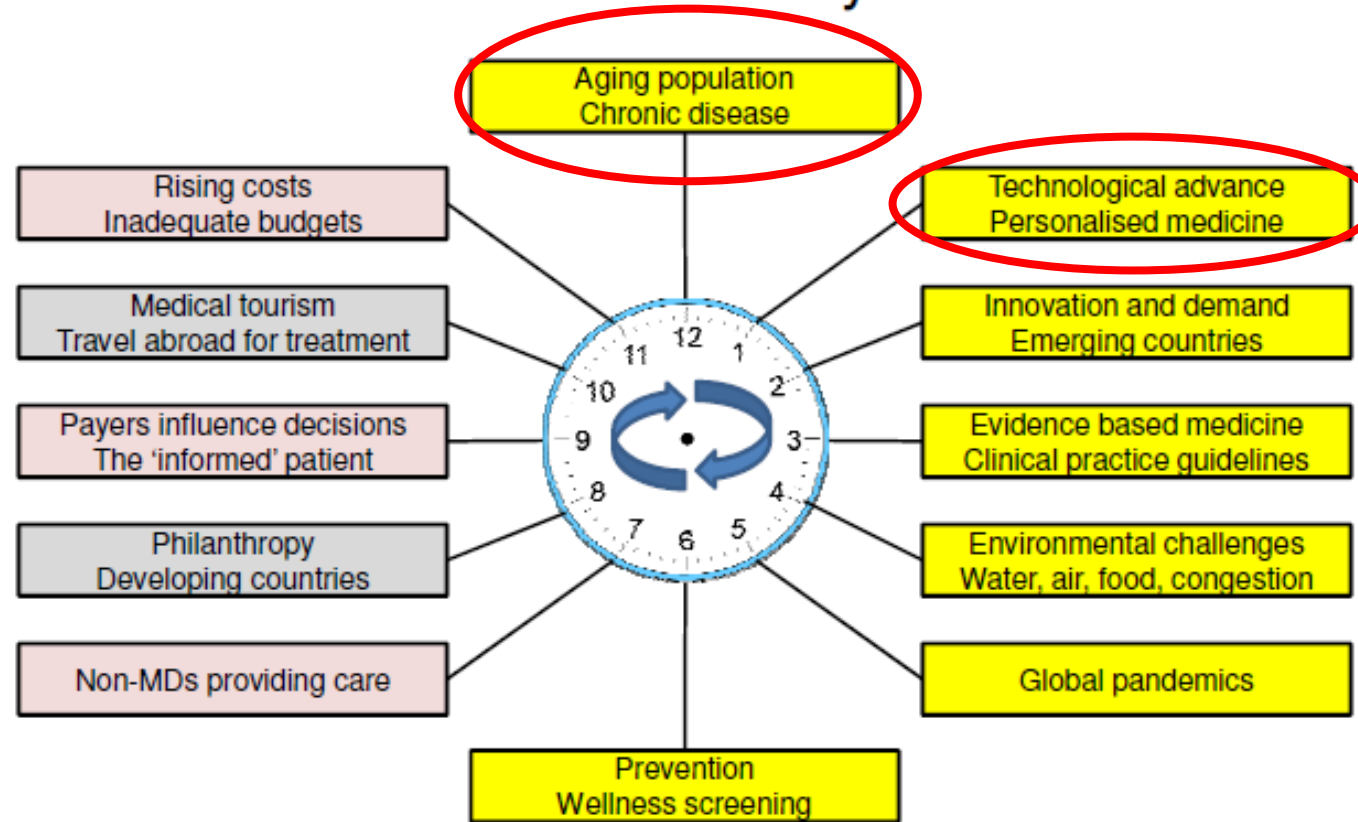 Aging population
Chronic disease
Rising costs
Inadequate budgets
Technological advance
Personalised medicine
Medical tourism
Travel abroad for treatment
Innovation and demand
Emerging countries
Payers influence decisions
The ‘informed’ patient
Evidence based medicine
Clinical practice guidelines
Philanthropy
Developing countries
Environmental challenges
Water, air, food, congestion
Non-MDs providing care
Global pandemics
Prevention
Wellness screening
12
1
2
3
4
5
6
7
8
9
10
11